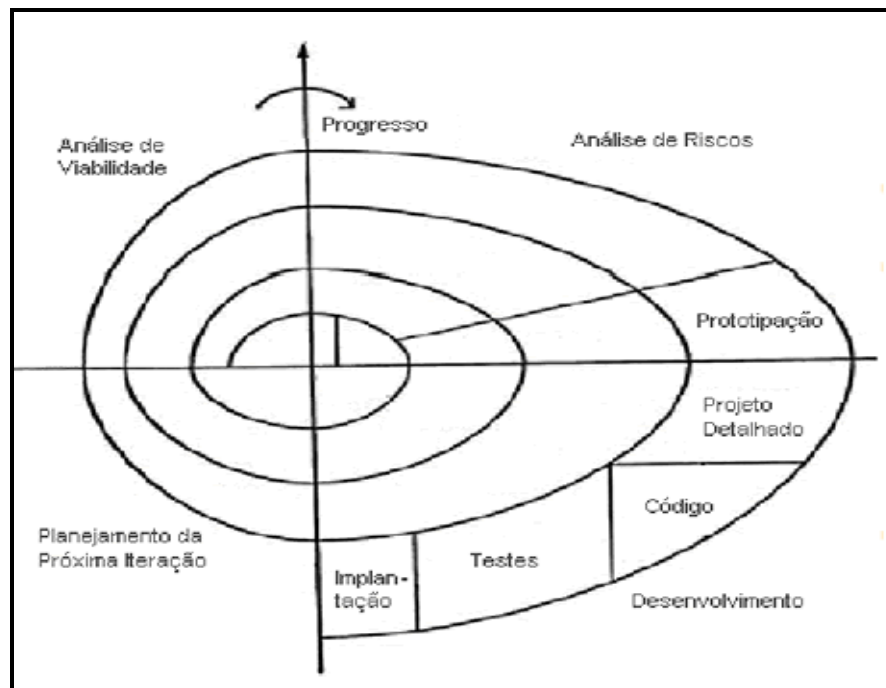 Progresso
Análise de
Viabilidade
Análise de Riscos
Prototipação
Projeto
Detalhado
Código
Testes
Implan-
tação
Desenvolvimento
Planejamento da
Próxima Iteração